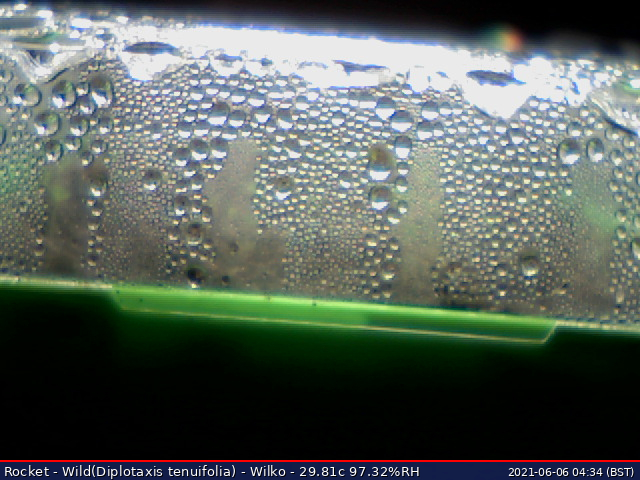 Rocket - Wild(Diplotaxis tenuifolia) - Wilko - 29.81c 97.32%RH
2021-06-06 04:34 (BST)